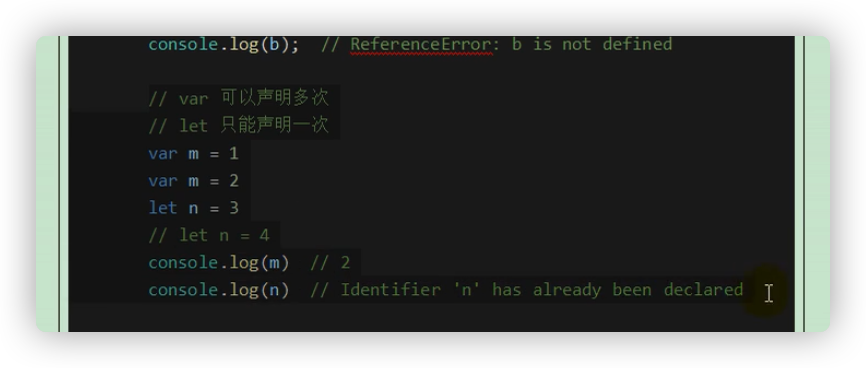 console.log(b);  // ReferenceError: b is not defined
// var 可以声明多次
// let 只能声明一次
var m = 1
var m = 2
let n = 3
// let n = 4
console.log(m)  // 2
console.log(n)  // Identifier 'n' has already been declared